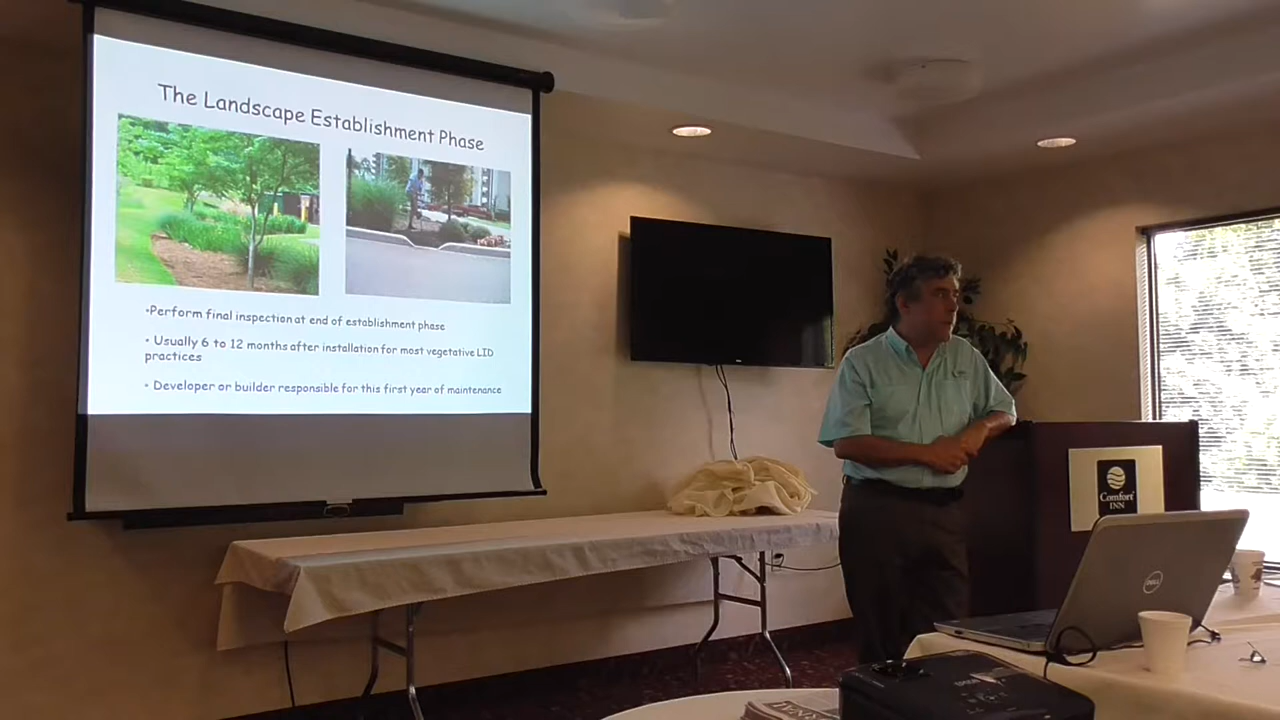 The Landscape Establishment Phase
•Perform final inspection at end of establishment phase
• Usually 6 to 12 months after installation for most vegetative LID
practices
• Developer or builder responsible for this first year of maintenance
Comfort
INN
DELL
EPSON